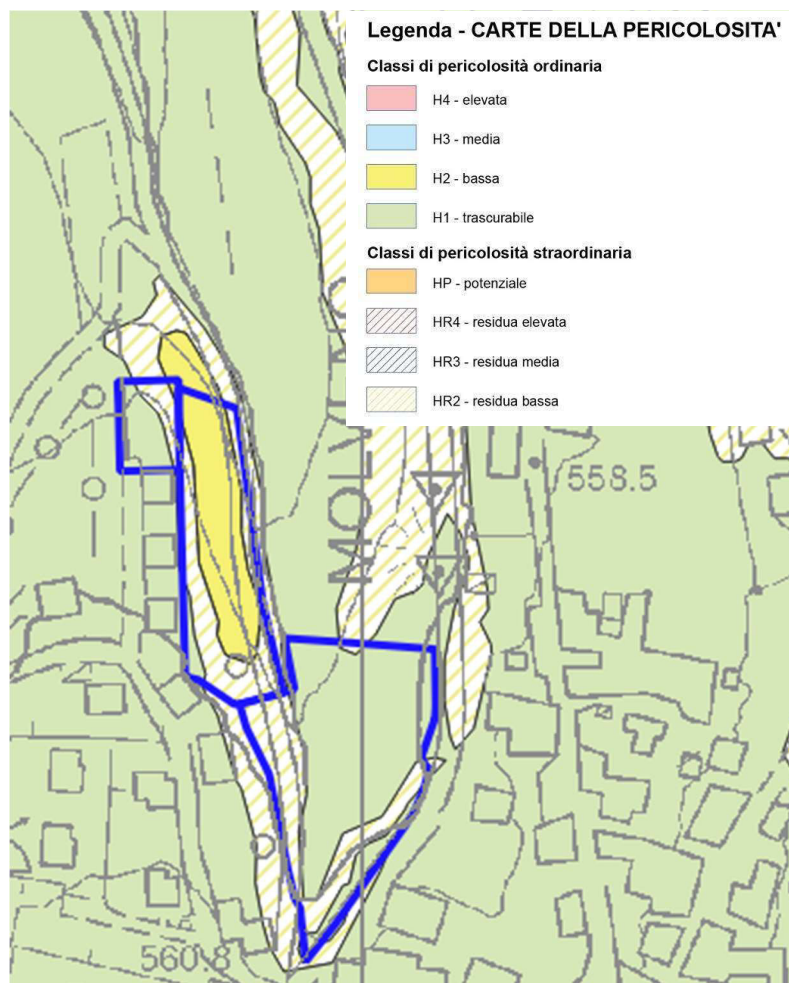 Legenda - CARTE DELLA PERICOLOSITA'
Classi di pericolosità ordinaria
H4 - elevata
H3 - media
H2 - bassa
H1 - trascurabile
Classi di pericolosità straordinaria
HP - potenziale
HR4 - residua elevata
HR3 - residua media
HR2 - residua bassa
558.5
560.8